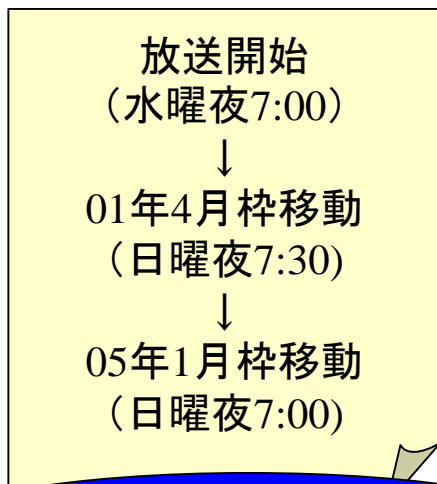 放送開始
（水曜夜7:00）
↓
01年4月枠移動
（日曜夜7:30)
↓
05年1月枠移動
（日曜夜7:00)